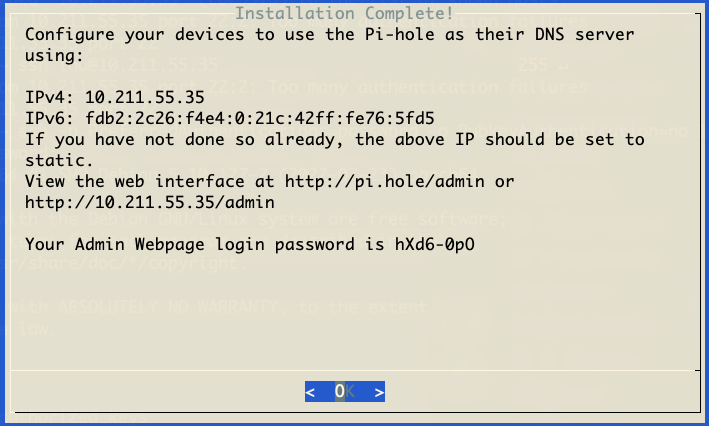 Installation Complete!
Configure your devices to use the Pi-hole as their DNS server
using:
IPv4: 10.211.55.35
IPv6: fdb2:2c26:f4e4:0:21c:42ff:fe76:5fd5
If you have not done so already, the above IP should be set to
static.
View the web interface at http://pi.hole/admin or
http://10.211.55.35/admin
Your Admin Webpage login password is hXd6-0pO
< OK >